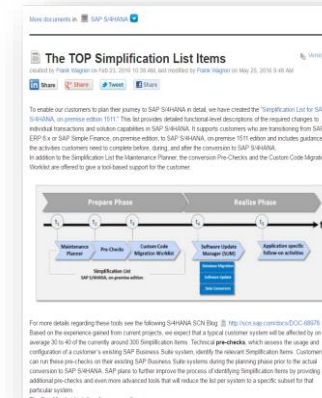 More documents in SAP S/4HANA
The TOP Simplification List Items
created by Frank Wagner on Feb 23, 2016 10:36 AM, last modified by Frank Wagner on May 25, 2016 9:48 AM
Share
Share
Tweet
Share
To enable our customers to plan their journey to SAP S/4HANA in detail, we have created the "Simplification List for SAP
S/4HANA, on-premise edition 1511." This list provides detailed functional-level descriptions of the required changes to
individual transactions and solution capabilities in SAP S/4HANA. It supports customers who are transitioning from SAP
ERP 6.x or SAP Simple Finance, on-premise edition, to SAP S/4HANA, on-premise 1511 edition and includes guidance
the activities customers need to complete before, during, and after the conversion to SAP S/4HANA.
In addition to the Simplification List the Maintenance Planner, the conversion Pre-Checks and the Custom Code Migration
Worklist are offered to give a tool-based support for the customer.
Prepare Phase
Realize Phase
Maintenance
Planner
Pre-Checks
Custom Code
Migration Worklist
Software Update
Manager (SUM)
Application specific
follow-on activities
Database Migration
Software Update
Data Conversion
Simplification List
SAP S/4HANA, on-premise edition
For more details regarding these tools see the following S/4HANA SCN Blog: http://scn.sap.com/docs/DOC-68976
Based on the experience gained from current projects, we expect that a typical customer system will be affected by on
average 30 to 40 of the currently around 300 Simplification Items. Technical pre-checks, which assess the usage and
configuration of a customer's existing SAP Business Suite system, identify the relevant Simplification Items. Customers
can run these pre-checks on their existing SAP Business Suite systems during the planning phase prior to the actual
conversion to SAP S/4HANA. SAP plans to further improve the process of identifying Simplification Items by providing
additional pre-checks and even more advanced tools that will reduce the list per system to a specific subset for that
particular system.